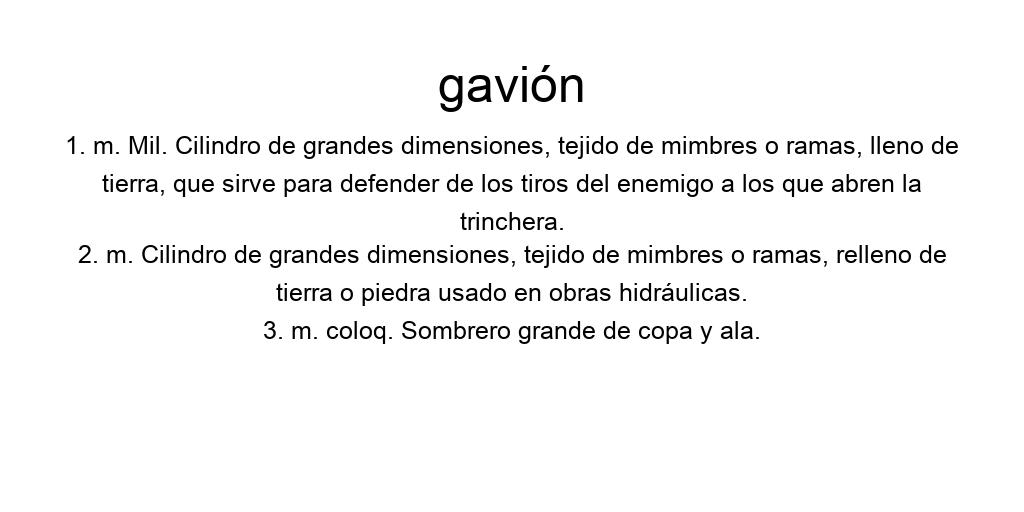 gavión
1. m. Mil. Cilindro de grandes dimensiones, tejido de mimbres o ramas, lleno de
tierra, que sirve para defender de los tiros del enemigo a los que abren la
trinchera.
2. m. Cilindro de grandes dimensiones, tejido de mimbres o ramas, relleno de
tierra o piedra usado en obras hidráulicas.
3. m. coloq. Sombrero grande de copa y ala.